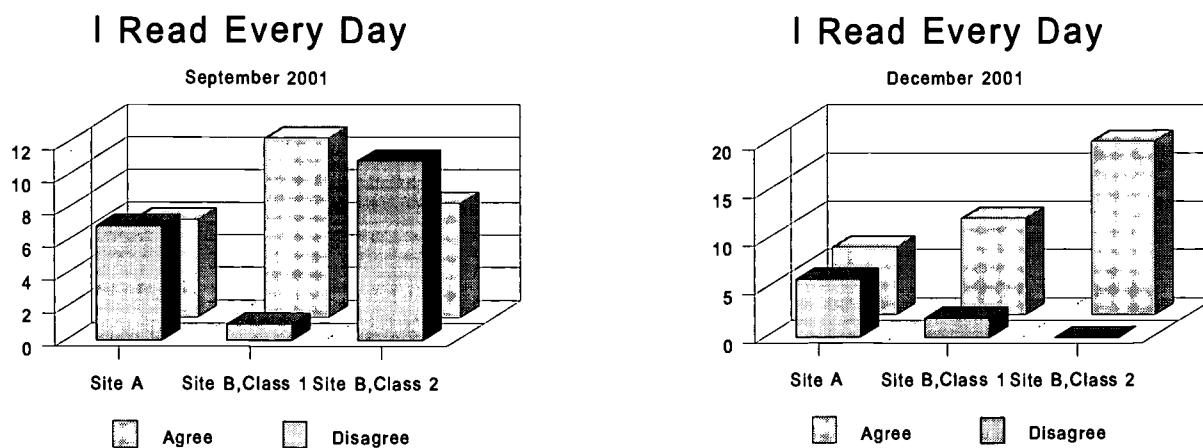 I Read Every Day
September 2001
12
10
8
6
4
2
0
Site A Site B,Class 1 Site B,Class 2
Agree Disagree
I Read Every Day
December 2001
20
15
10
5
0
Site A Site B,Class 1 Site B,Class 2
Agree Disagree